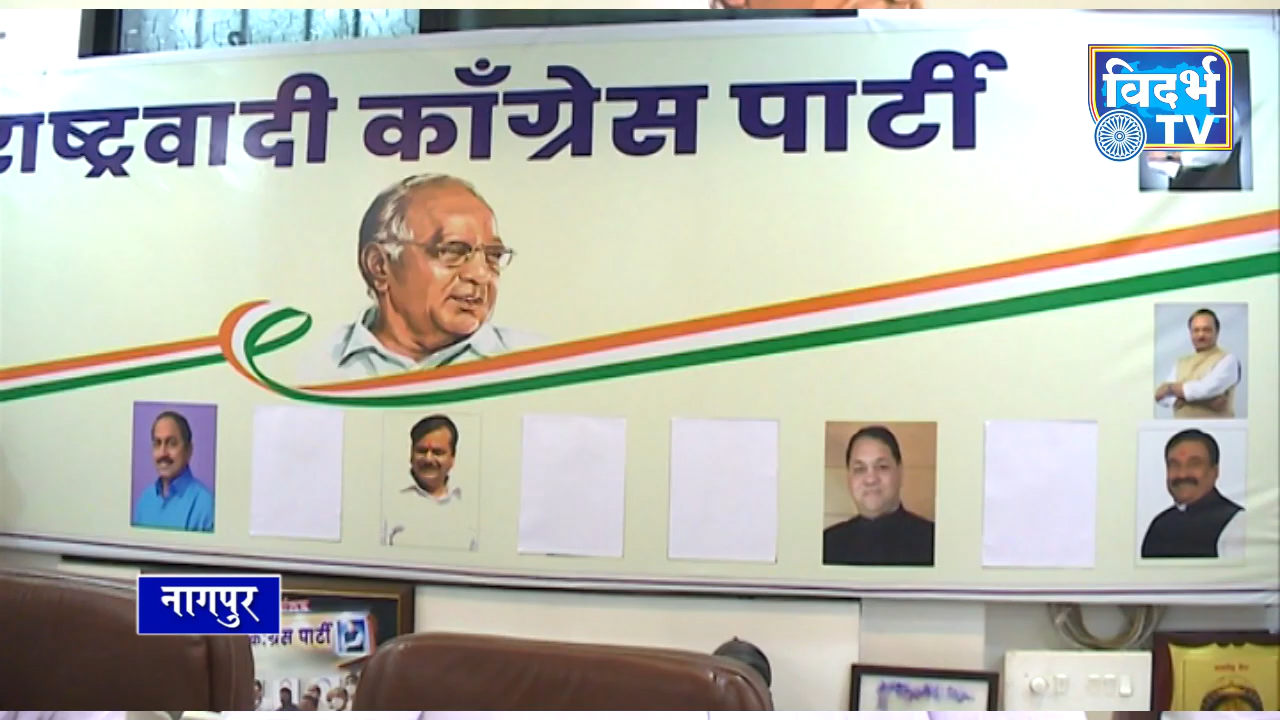 राष्ट्रवादी काँग्रेस पार्टी
विदर्भ
TV
नागपुर
काँग्रेस पार्टी